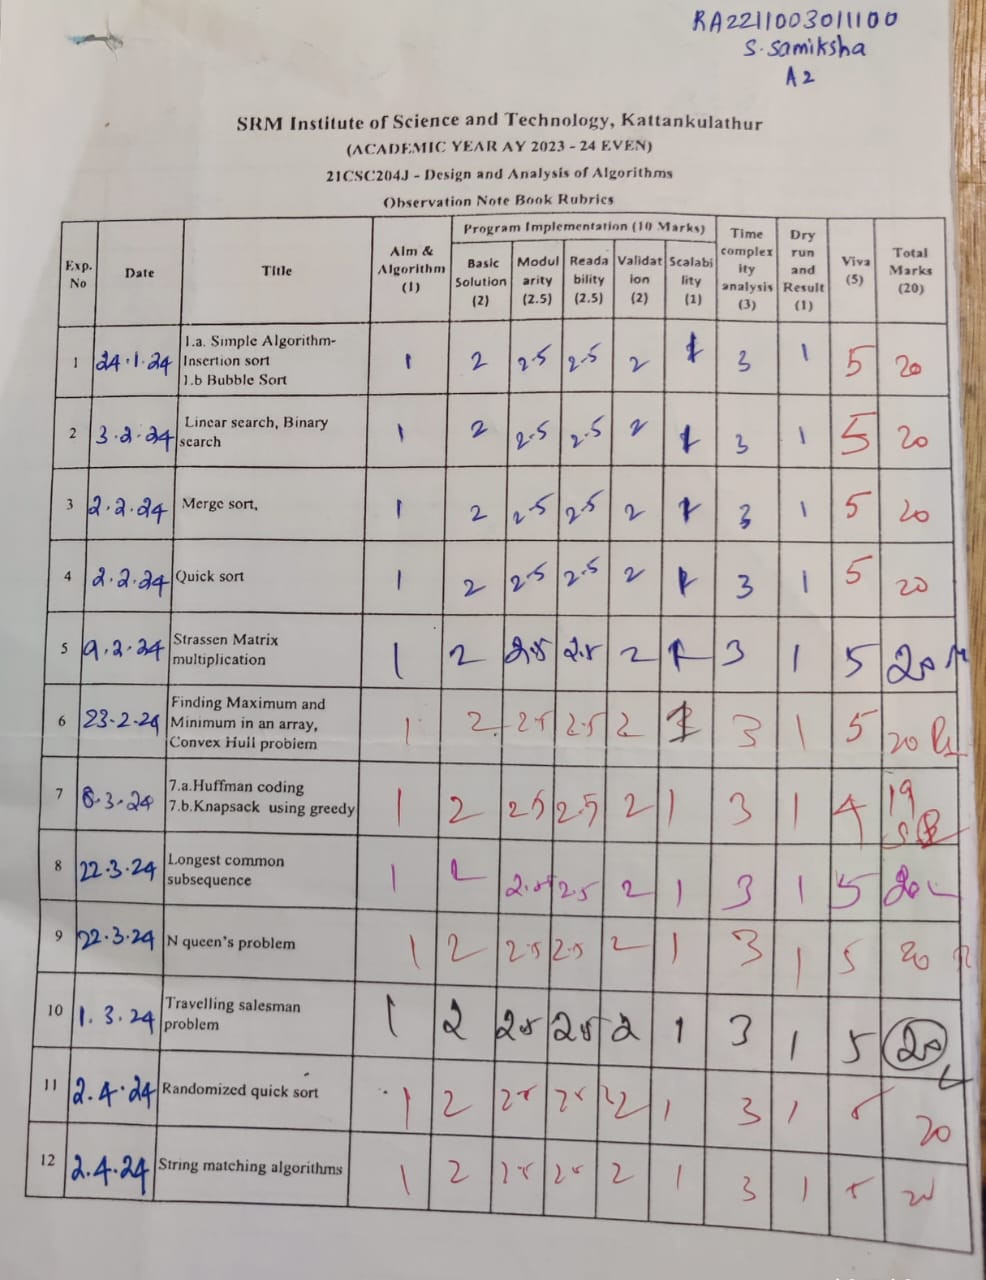 RA2211003011100
S. Samiksha
A2
SRM Institute of Science and Technology, Kattankulathur
(ACADEMIC YEAR AY 2023 - 24 EVEN)
21CSC204J - Design and Analysis of Algorithms
Observation Note Book Rubrics
Exp. No | Date | Title | Aim & Algorithm (1) | Program Implementation (10 Marks) | Time complex ity analysis (3) | Dry run and Result (1) | Viva (5) | Total Marks (20)
Basic Solution (2) | Modul arity (2.5) | Reada bility (2.5) | Validat ion (2) | Scalabi lity (1)
1 24.1.24 1.a. Simple Algorithm- Insertion sort 1.b Bubble Sort 1 2 2.5 2.5 2 1 3 1 5 20
2 3.2.24 Linear search, Binary search 1 2 2.5 2.5 2 1 3 1 5 20
3 2.2.24 Merge sort, 1 2 2.5 2.5 2 1 3 1 5 20
4 2.2.24 Quick sort 1 2 2.5 2.5 2 1 3 1 5 20
5 9.2.24 Strassen Matrix multiplication 1 2 2.5 2.5 2 1 3 1 5 20
6 23-2-24 Finding Maximum and Minimum in an array, Convex Hull problem 1 2 2.5 2.5 2 1 3 1 5 20
7 8.3.24 7.a.Huffman coding 7.b.Knapsack using greedy 1 2 2.5 2.5 2 1 3 1 4 19
8 22.3.24 Longest common subsequence 1 2 2.5 2.5 2 1 3 1 5 20
9 22.3.24 N queen's problem 1 2 2.5 2.5 2 1 3 1 5 20
10 1.3.24 Travelling salesman problem 1 2 2.5 2.5 2 1 3 1 5 20
11 2.4.24 Randomized quick sort 1 2 2.5 2.5 2 1 3 1 5 20
12 2.4.24 String matching algorithms 1 2 2.5 2.5 2 1 3 1 5 20